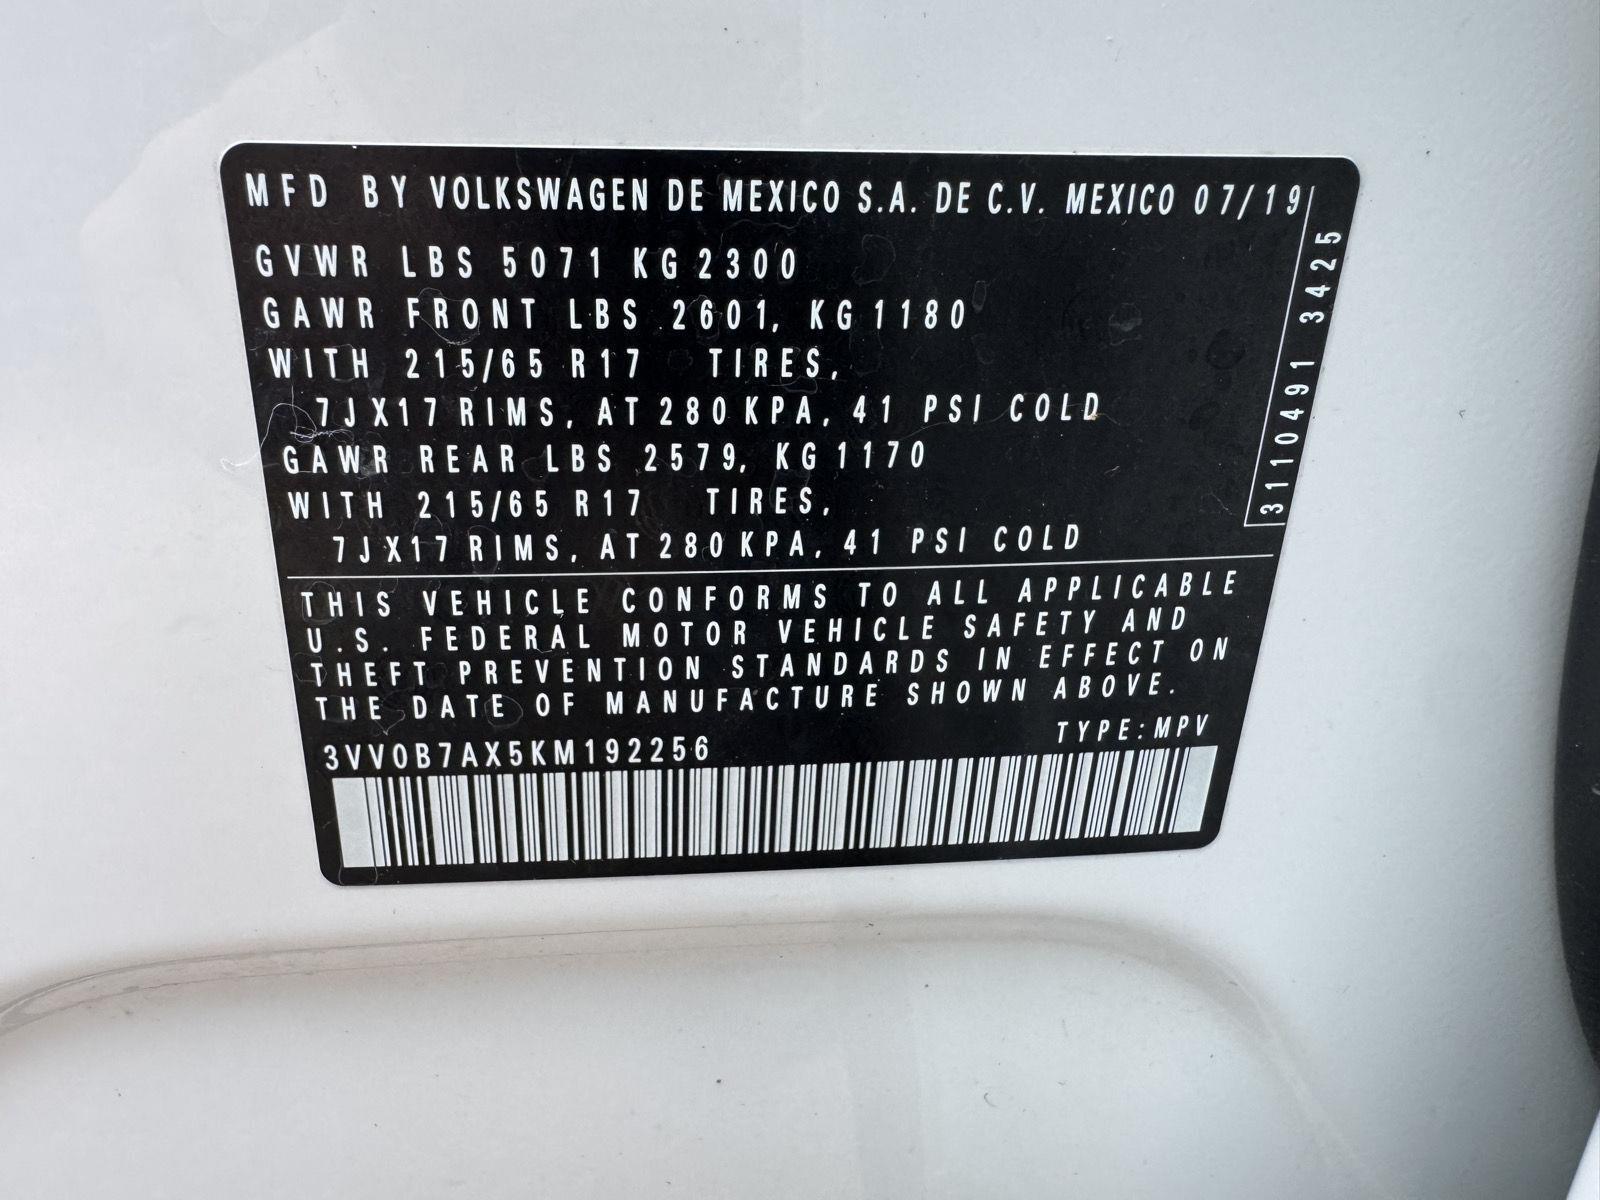 MFD BY VOLKSWAGEN DE MEXICO S.A. DE C.V. MEXICO 07/19
GVWR LBS 5071 KG 2300
GAWR FRONT LBS 2601, KG 1180
WITH 215/65 R17 TIRES,
7JX17 RIMS, AT 280 KPA, 41 PSI COLD
GAWR REAR LBS 2579, KG 1170
WITH 215/65 R17 TIRES,
7JX17 RIMS, AT 280 KPA, 41 PSI COLD
3110491 3425
THIS VEHICLE CONFORMS TO ALL APPLICABLE
U.S. FEDERAL MOTOR VEHICLE SAFETY AND
THEFT PREVENTION STANDARDS IN EFFECT ON
THE DATE OF MANUFACTURE SHOWN ABOVE.
TYPE: MPV
3VV0B7AX5KM192256